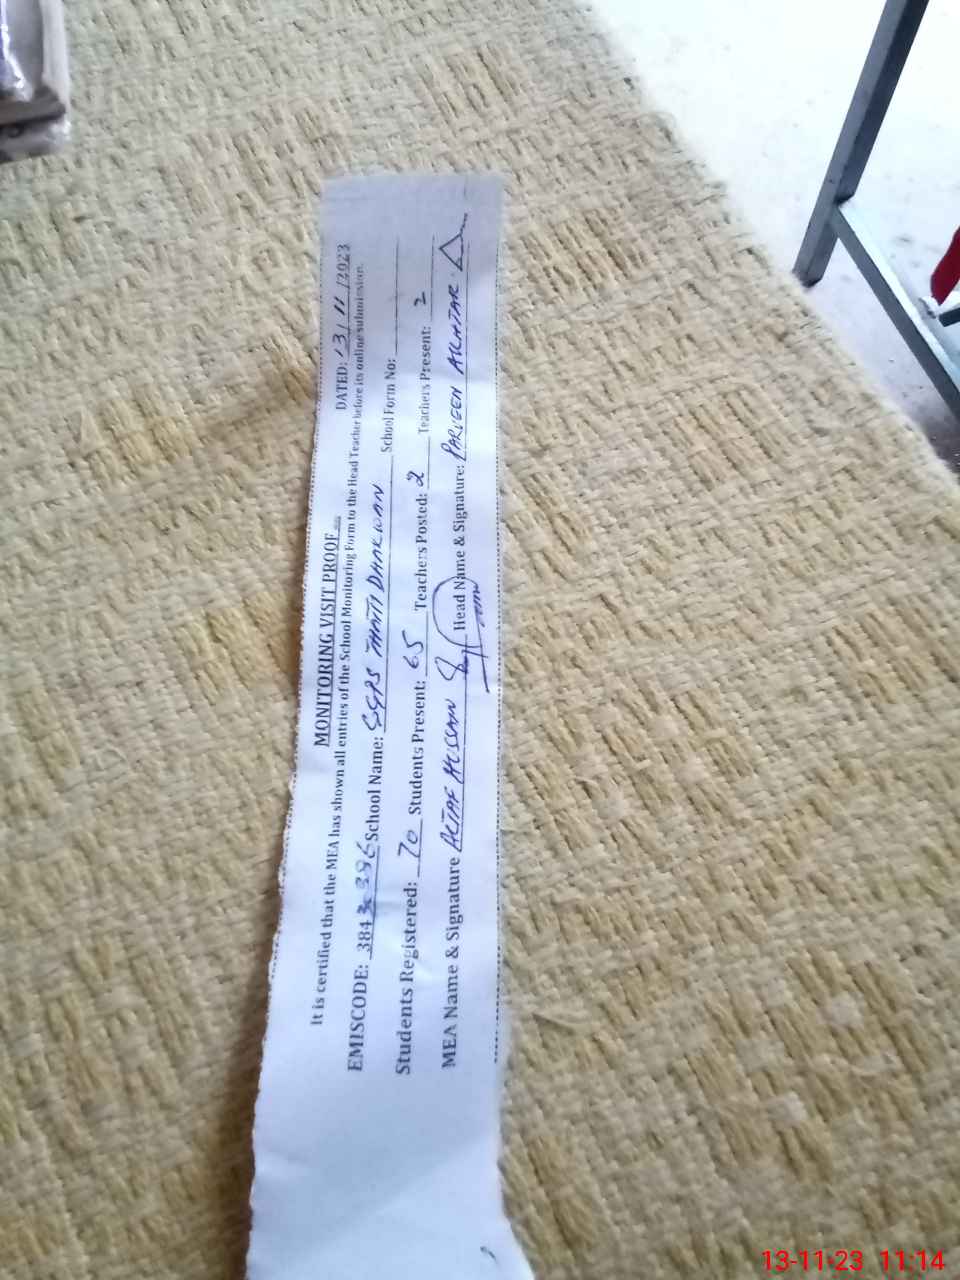 MONITORING VISIT PROOF
DATED: 13/11/2023
It is certified that the MEA has shown all entries of the School Monitoring Form to the Head Teacher before its online submission.
EMISCODE: 38430396 School Name: GGPS THATTI DHAKWAN School Form No:
Students Registered: 70 Students Present: 65 Teachers Posted: 2 Teachers Present: 2
MEA Name & Signature ALTAF HUSSAIN Head Name & Signature: PARVEEN AKHTAR
13-11-23 11:14